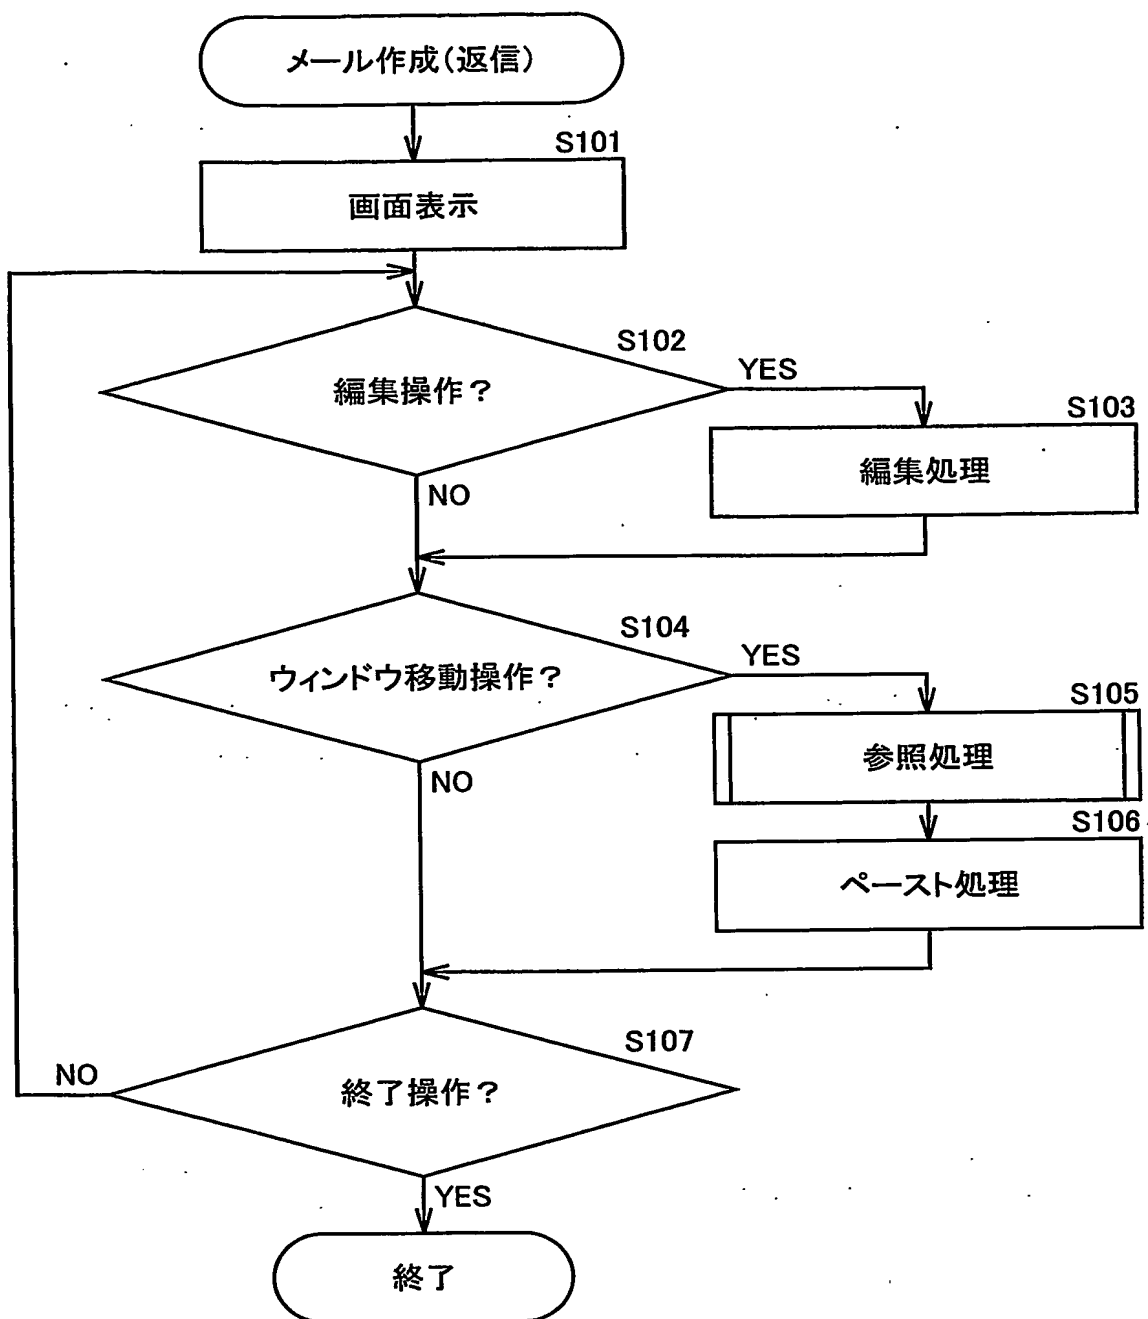 メール作成(返信)
S101
画面表示
S102
編集操作？
YES
S103
編集処理
NO
S104
ウィンドウ移動操作？
YES
S105
参照処理
NO
S106
ペースト処理
S107
終了操作？
NO
YES
終了